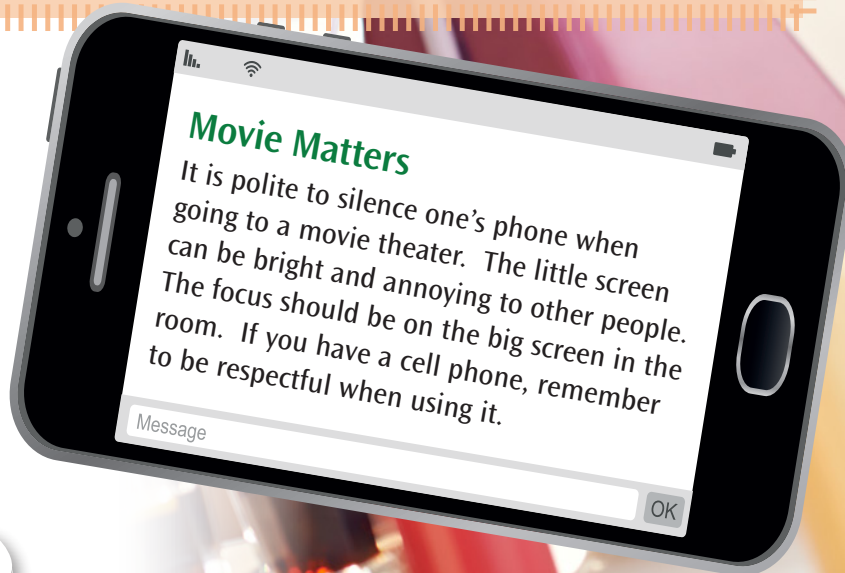 Movie Matters
It is polite to silence one's phone when
going to a movie theater.  The little screen
can be bright and annoying to other people.
The focus should be on the big screen in the
room.  If you have a cell phone, remember
to be respectful when using it.
Message
OK